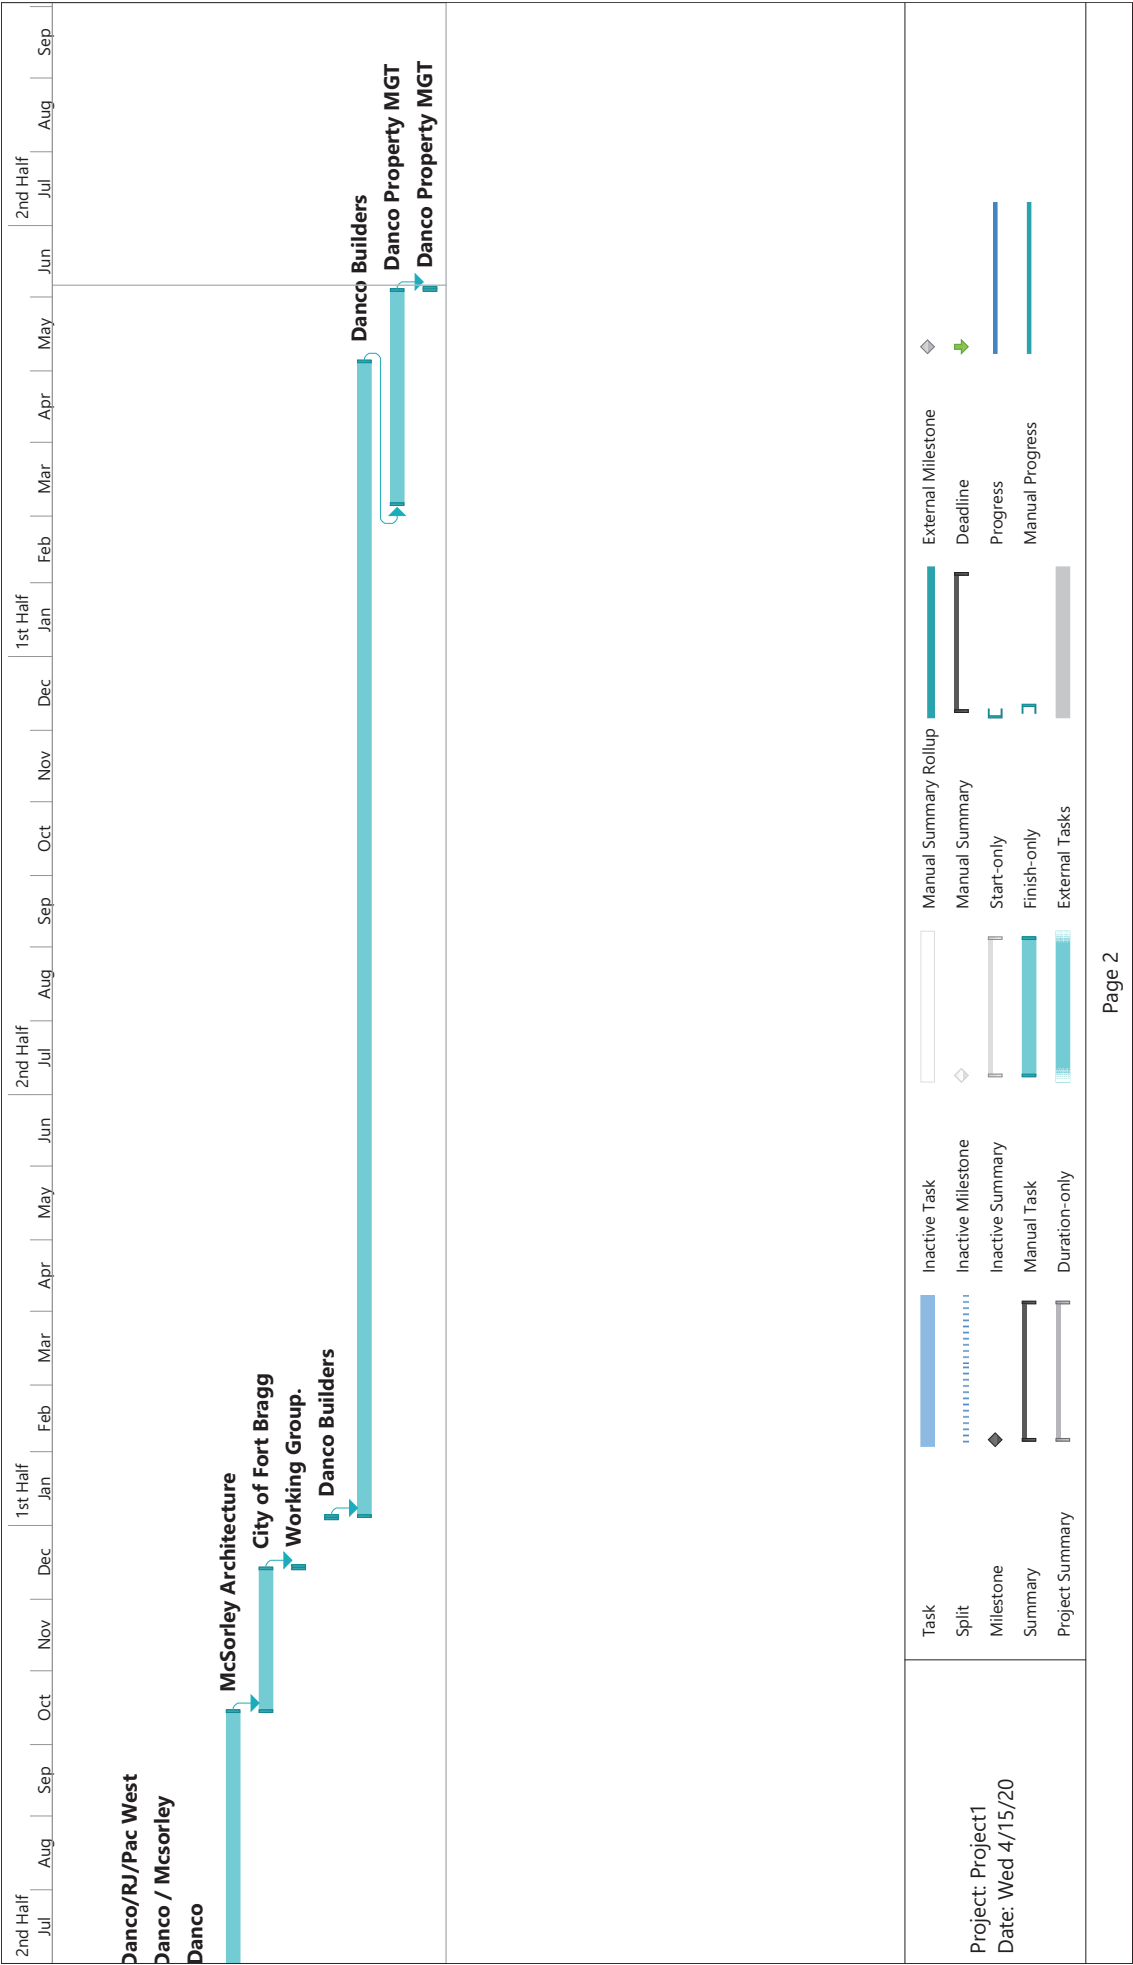 2nd Half
1st Half
2nd Half
1st Half
2nd Half
Jul Aug Sep Oct Nov Dec Jan Feb Mar Apr May Jun Jul Aug Sep Oct Nov Dec Jan Feb Mar Apr May Jun Jul Aug Sep
Danco/RJ/Pac West
Danco / Mcsorley
Danco
McSorley Architecture
City of Fort Bragg
Working Group.
Danco Builders
Danco Builders
Danco Property MGT
Danco Property MGT
Project: Project1
Date: Wed 4/15/20
Task
Split
Milestone
Summary
Project Summary
Inactive Task
Inactive Milestone
Inactive Summary
Manual Task
Duration-only
Manual Summary Rollup
Manual Summary
Start-only
Finish-only
External Tasks
External Milestone
Deadline
Progress
Manual Progress
Page 2